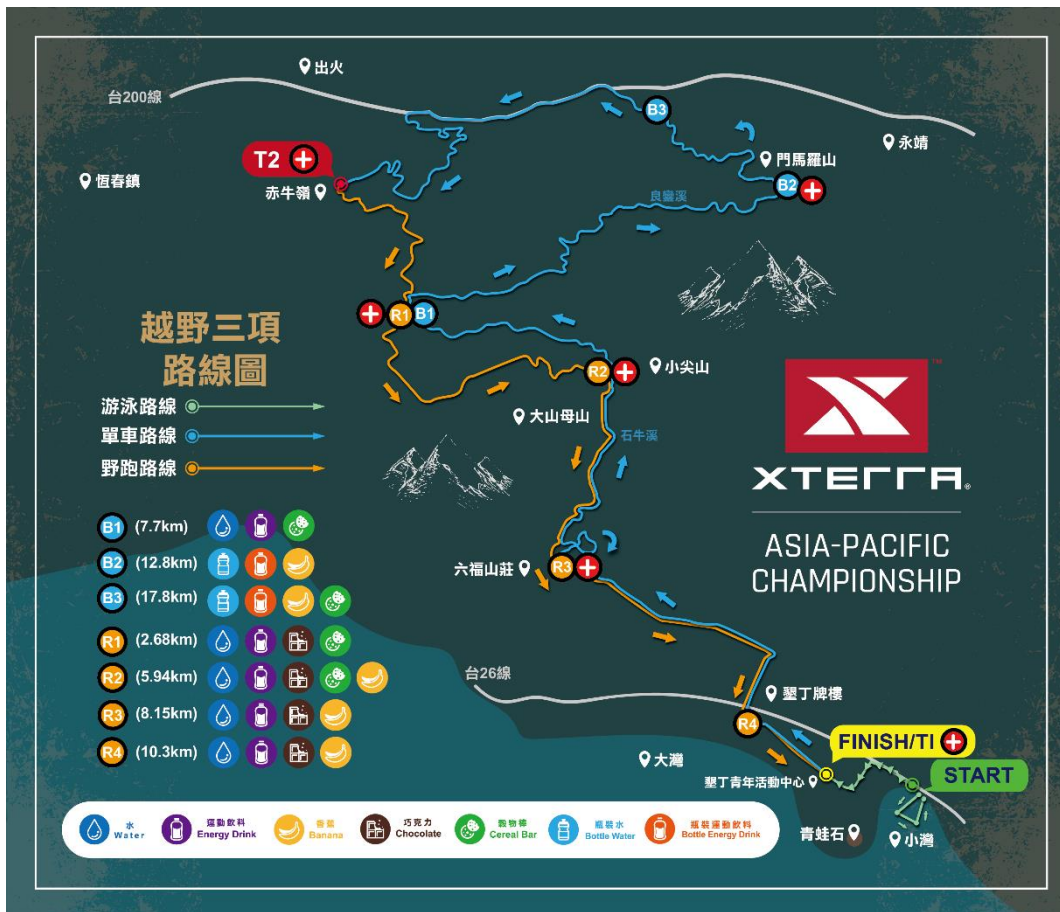 出火
台200線
B3
永靖
門馬羅山
T2
恆春鎮
赤牛嶺
B2
良鑾溪
R1
B1
越野三項
路線圖
R2
小尖山
游泳路線
單車路線
野跑路線
大山母山
石牛溪
XTERRA®
™
ASIA-PACIFIC
CHAMPIONSHIP
六福山莊
R3
B1 (7.7km)
B2 (12.8km)
B3 (17.8km)
R1 (2.68km)
R2 (5.94km)
R3 (8.15km)
R4 (10.3km)
台26線
墾丁牌樓
R4
大灣
FINISH/TI
START
墾丁青年活動中心
青蛙石
小灣
水
Water
運動飲料
Energy Drink
香蕉
Banana
巧克力
Chocolate
穀物棒
Cereal Bar
瓶裝水
Bottle Water
瓶裝運動飲料
Bottle Energy Drink